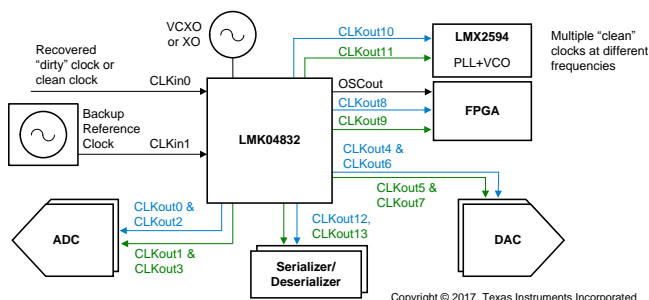 VCXO
or XO
CLKout10
CLKout11
LMX2594
PLL+VCO
Multiple “clean”
clocks at different
frequencies
Recovered
“dirty” clock or
clean clock
CLKin0
OSCout
CLKout8
CLKout9
FPGA
Backup
Reference
Clock
CLKin1
LMK04832
CLKout4 &
CLKout6
CLKout5 &
CLKout7
CLKout0 &
CLKout2
CLKout1 &
CLKout3
ADC
CLKout12,
CLKout13
DAC
Serializer/
Deserializer
Copyright © 2017, Texas Instruments Incorporated